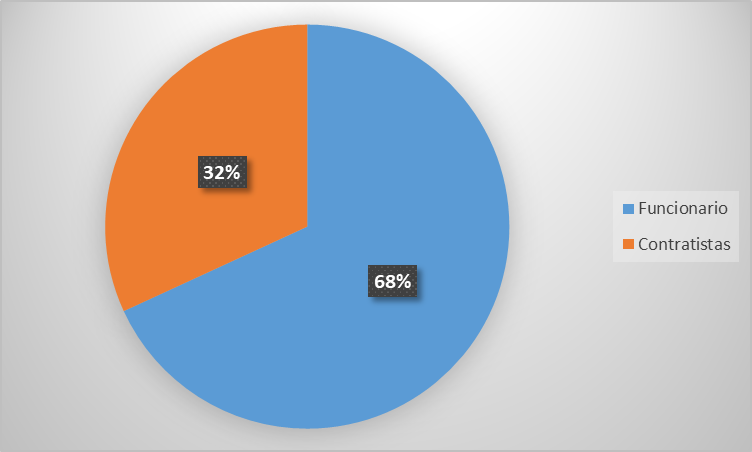 32%
68%
Funcionario
Contratistas